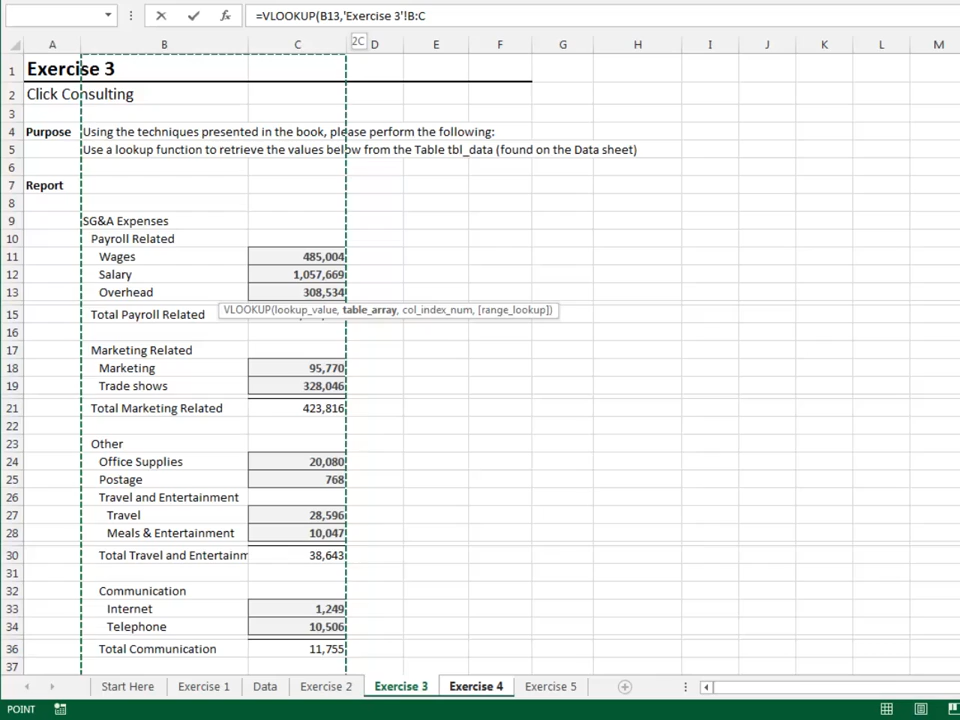 =VLOOKUP(B13,'Exercise 3'!B:C
A B C 2C D E F G H I J K L M
1 Exercise 3
2 Click Consulting
3
4 Purpose Using the techniques presented in the book, please perform the following:
5 Use a lookup function to retrieve the values below from the Table tbl_data (found on the Data sheet)
6
7 Report
8
9 SG&A Expenses
10 Payroll Related
11 Wages 485,004
12 Salary 1,057,669
13 Overhead 308,534
VLOOKUP(lookup_value, table_array, col_index_num, [range_lookup])
15 Total Payroll Related
16
17 Marketing Related
18 Marketing 95,770
19 Trade shows 328,046
21 Total Marketing Related 423,816
22
23 Other
24 Office Supplies 20,080
25 Postage 768
26 Travel and Entertainment
27 Travel 28,596
28 Meals & Entertainment 10,047
30 Total Travel and Entertainm 38,643
31
32 Communication
33 Internet 1,249
34 Telephone 10,506
36 Total Communication 11,755
37
Start Here Exercise 1 Data Exercise 2 Exercise 3 Exercise 4 Exercise 5
POINT